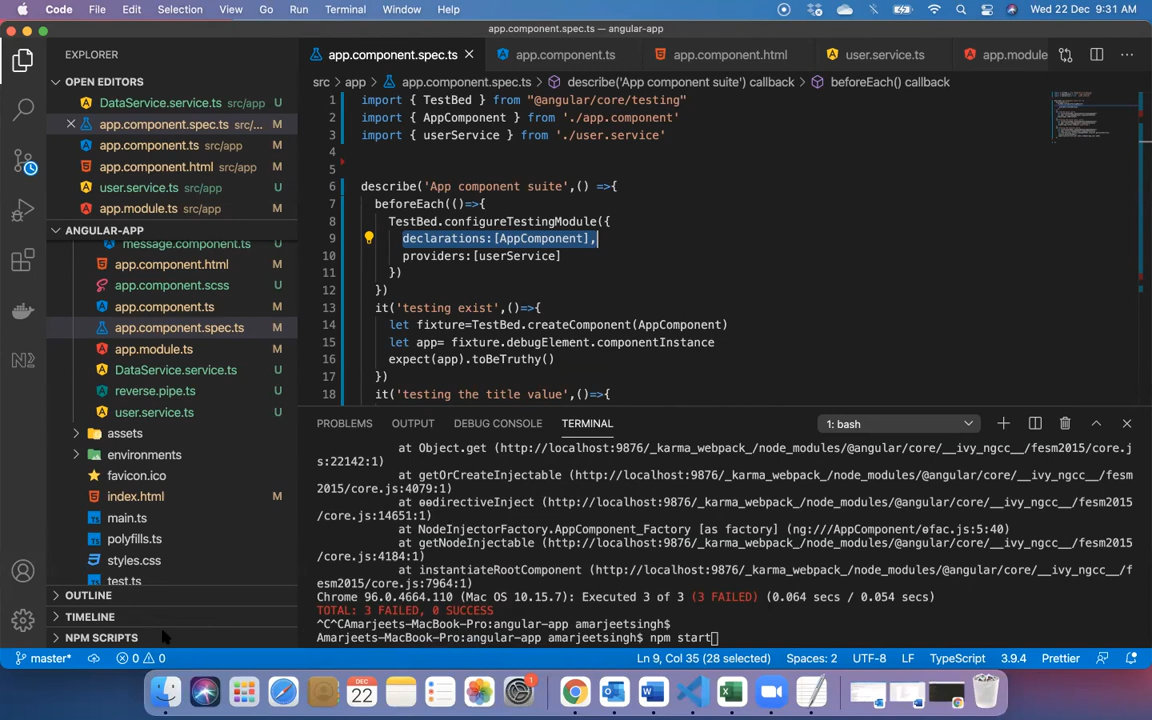 Code File Edit Selection View Go Run Terminal Window Help Wed 22 Dec 9:31 AM
app.component.spec.ts — angular-app
EXPLORER
OPEN EDITORS
DataService.service.ts src/app U
app.component.spec.ts src/... M
app.component.ts src/app M
app.component.html src/app M
user.service.ts src/app U
app.module.ts src/app M
ANGULAR-APP
message.component.ts U
app.component.html M
app.component.scss M
app.component.ts M
app.component.spec.ts M
app.module.ts M
DataService.service.ts U
reverse.pipe.ts U
user.service.ts U
assets
environments
favicon.ico
index.html M
main.ts
polyfills.ts
styles.css
test.ts
OUTLINE
TIMELINE
NPM SCRIPTS
app.component.spec.ts app.component.ts app.component.html user.service.ts app.module
src app app.component.spec.ts describe('App component suite') callback beforeEach() callback
1 import { TestBed } from "@angular/core/testing"
2 import { AppComponent } from './app.component'
3 import { userService } from './user.service'
4
5
6 describe('App component suite',() =>{
7 beforeEach(()=>{
8 TestBed.configureTestingModule({
9 declarations:[AppComponent],
10 providers:[userService]
11 })
12 })
13 it('testing exist',()=>{
14 let fixture=TestBed.createComponent(AppComponent)
15 let app= fixture.debugElement.componentInstance
16 expect(app).toBeTruthy()
17 })
18 it('testing the title value',()=>{
PROBLEMS OUTPUT DEBUG CONSOLE TERMINAL 1: bash
at Object.get (http://localhost:9876/_karma_webpack_/node_modules/@angular/core/__ivy_ngcc__/fesm2015/core.j
s:22142:1)
at getOrCreateInjectable (http://localhost:9876/_karma_webpack_/node_modules/@angular/core/__ivy_ngcc__/fesm
2015/core.js:4079:1)
at ɵɵdirectiveInject (http://localhost:9876/_karma_webpack_/node_modules/@angular/core/__ivy_ngcc__/fesm2015
/core.js:14651:1)
at NodeInjectorFactory.AppComponent_Factory [as factory] (ng:///AppComponent/ɵfac.js:5:40)
at getNodeInjectable (http://localhost:9876/_karma_webpack_/node_modules/@angular/core/__ivy_ngcc__/fesm2015
/core.js:4184:1)
at instantiateRootComponent (http://localhost:9876/_karma_webpack_/node_modules/@angular/core/__ivy_ngcc__/f
esm2015/core.js:7964:1)
Chrome 96.0.4664.110 (Mac OS 10.15.7): Executed 3 of 3 (3 FAILED) (0.064 secs / 0.054 secs)
TOTAL: 3 FAILED, 0 SUCCESS
^C^CAmarjeets-MacBook-Pro:angular-app amarjeetsingh$
Amarjeets-MacBook-Pro:angular-app amarjeetsingh$ npm start
master* 0 0 Ln 9, Col 35 (28 selected) Spaces: 2 UTF-8 LF TypeScript 3.9.4 Prettier
DEC
22
1